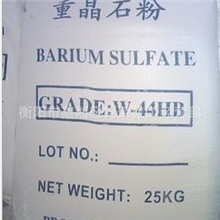 重晶石粉
BARIUM SULFATE
GRADE:W-44HB
LOT NO.:
NET WEIGHT: 25KG